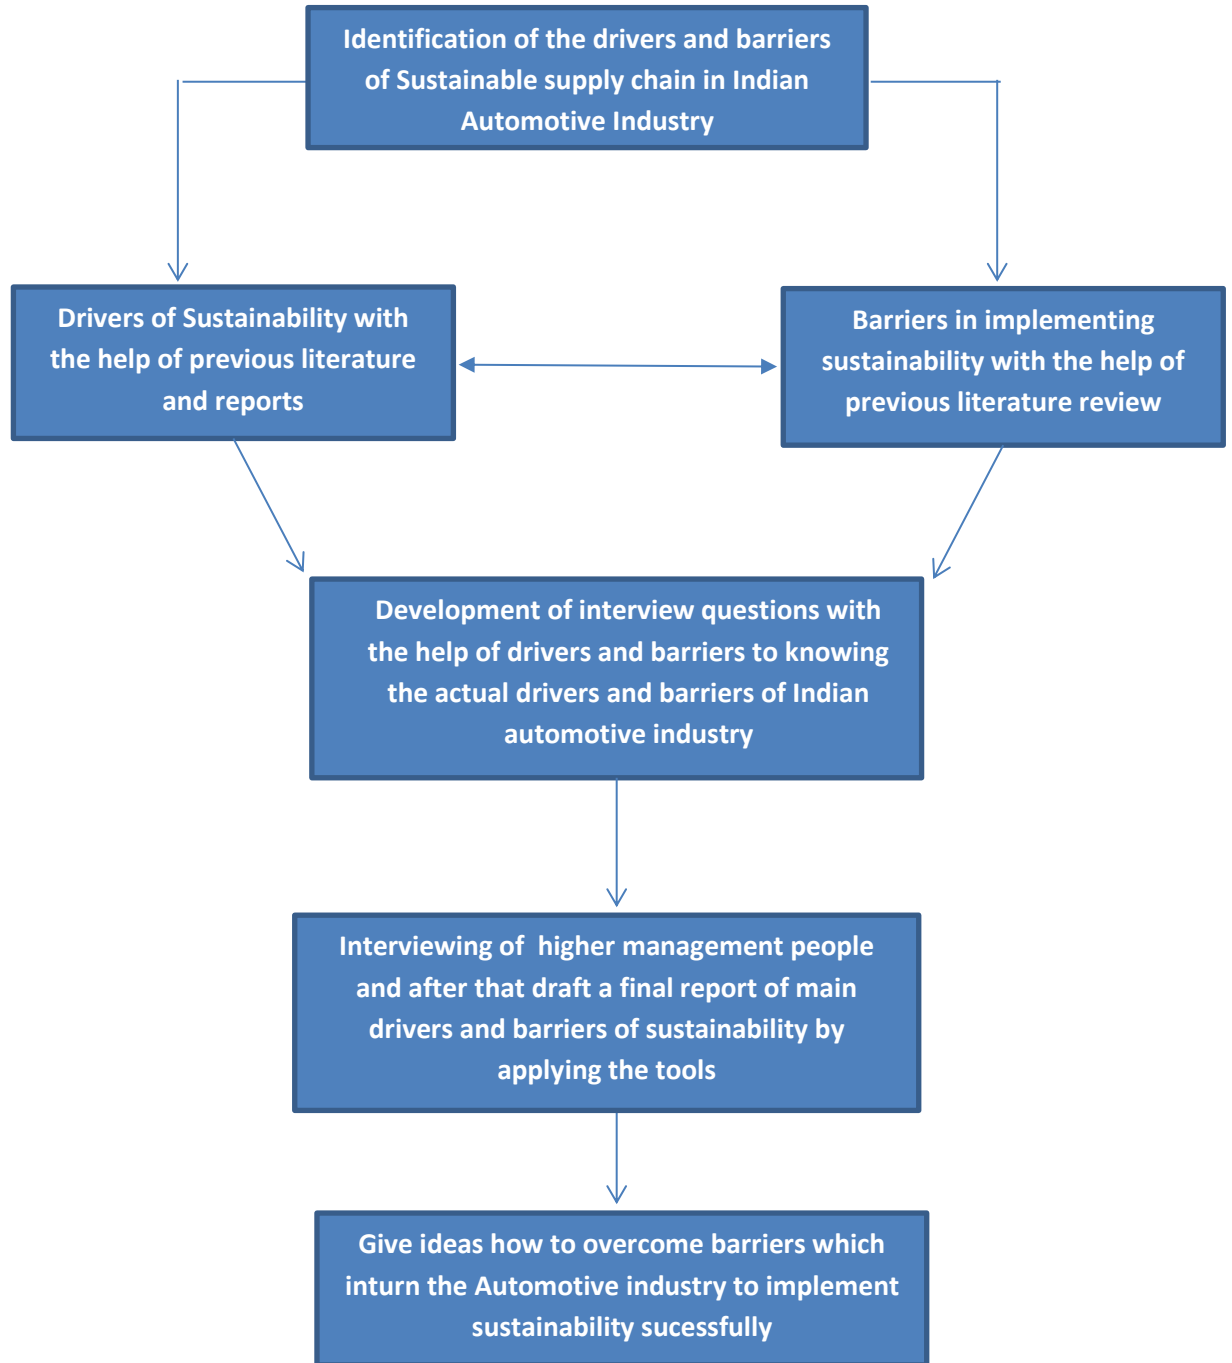 Identification of the drivers and barriers
of Sustainable supply chain in Indian
Automotive Industry
Drivers of Sustainability with
the help of previous literature
and reports
Barriers in implementing
sustainability with the help of
previous literature review
Development of interview questions with
the help of drivers and barriers to knowing
the actual drivers and barriers of Indian
automotive industry
Interviewing of  higher management people
and after that draft a final report of main
drivers and barriers of sustainability by
applying the tools
Give ideas how to overcome barriers which
inturn the Automotive industry to implement
sustainability sucessfully